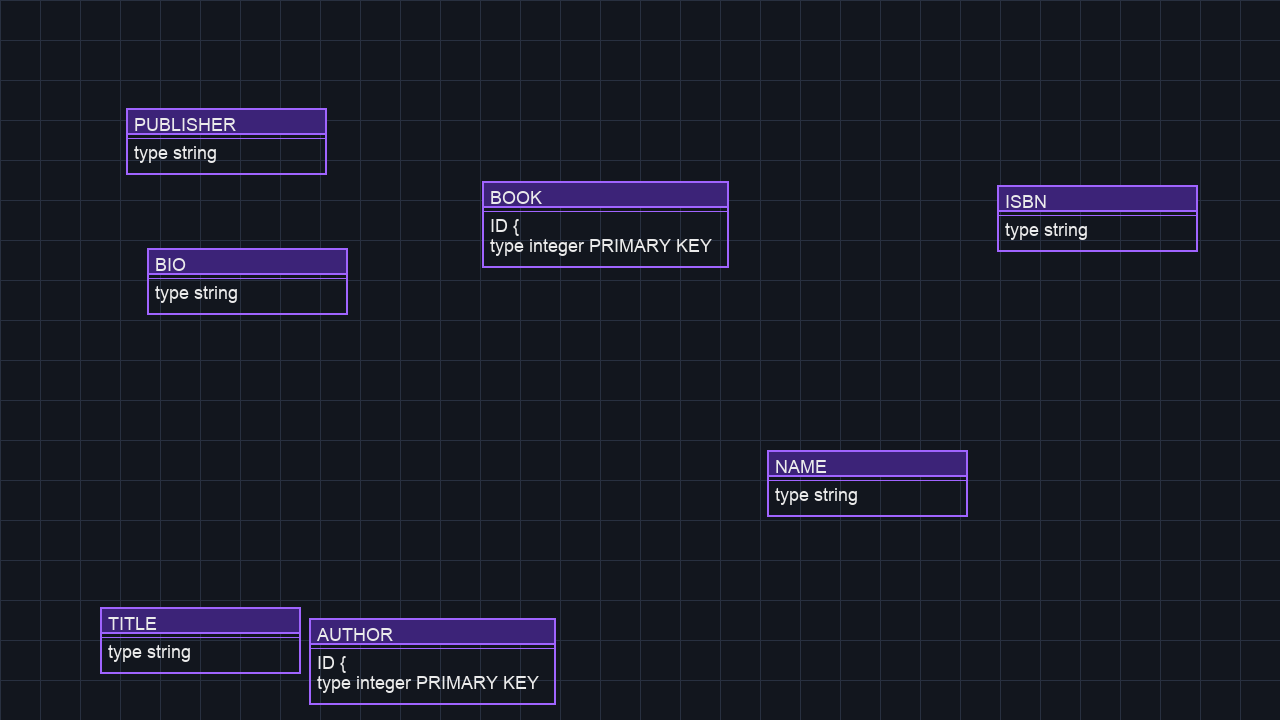 PUBLISHER
type string
BOOK
ID {
type integer PRIMARY KEY
ISBN
type string
BIO
type string
NAME
type string
TITLE
type string
AUTHOR
ID {
type integer PRIMARY KEY